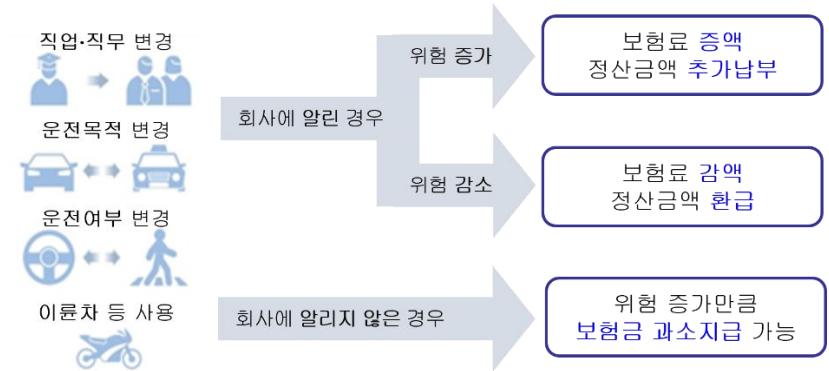 직업·직무 변경
운전목적 변경
운전여부 변경
이륜차 등 사용
회사에 알린 경우
위험 증가
보험료 증액
정산금액 추가납부
위험 감소
보험료 감액
정산금액 환급
회사에 알리지 않은 경우
위험 증가만큼
보험금 과소지급 가능